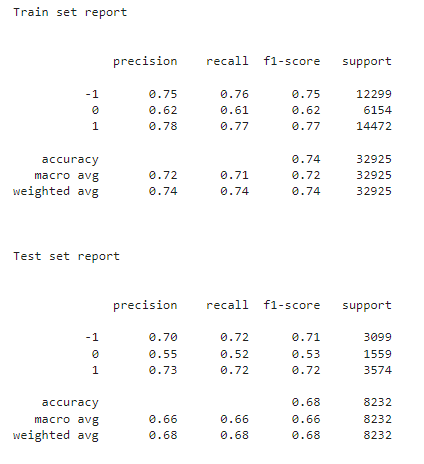 Train set report
precision recall f1-score support
-1 0.75 0.76 0.75 12299
0 0.62 0.61 0.62 6154
1 0.78 0.77 0.77 14472
accuracy 0.74 32925
macro avg 0.72 0.71 0.72 32925
weighted avg 0.74 0.74 0.74 32925
Test set report
precision recall f1-score support
-1 0.70 0.72 0.71 3099
0 0.55 0.52 0.53 1559
1 0.73 0.72 0.72 3574
accuracy 0.68 8232
macro avg 0.66 0.66 0.66 8232
weighted avg 0.68 0.68 0.68 8232